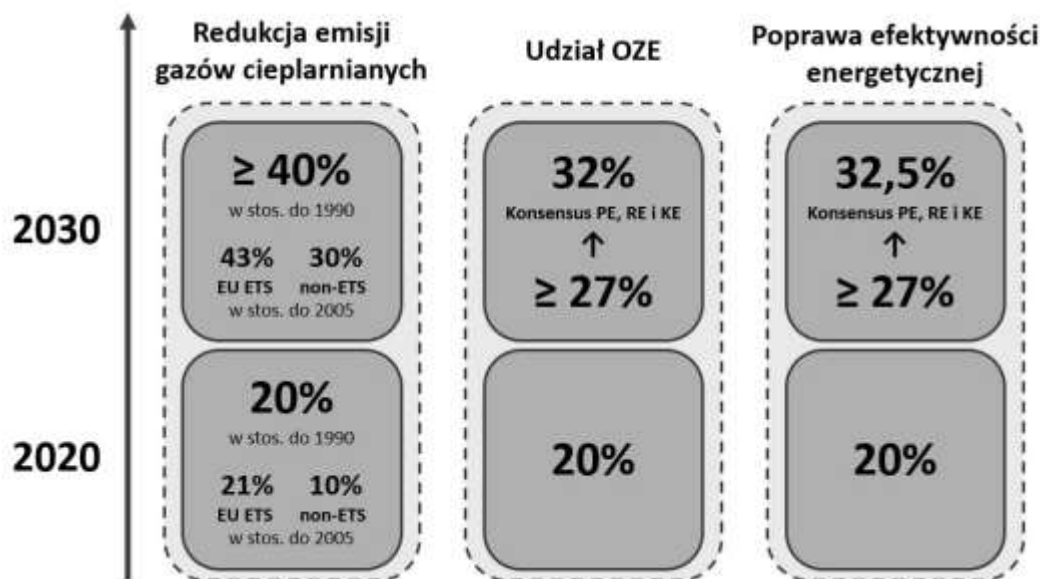 Redukcja emisji
gazów cieplarnianych
Udział OZE
Poprawa efektywności
energetycznej
2030
≥ 40%
w stos. do 1990
43% 30%
EU ETS non-ETS
w stos. do 2005
32%
Konsensus PE, RE i KE
↑
≥ 27%
32,5%
Konsensus PE, RE i KE
↑
≥ 27%
2020
20%
w stos. do 1990
21% 10%
EU ETS non-ETS
w stos. do 2005
20%
20%